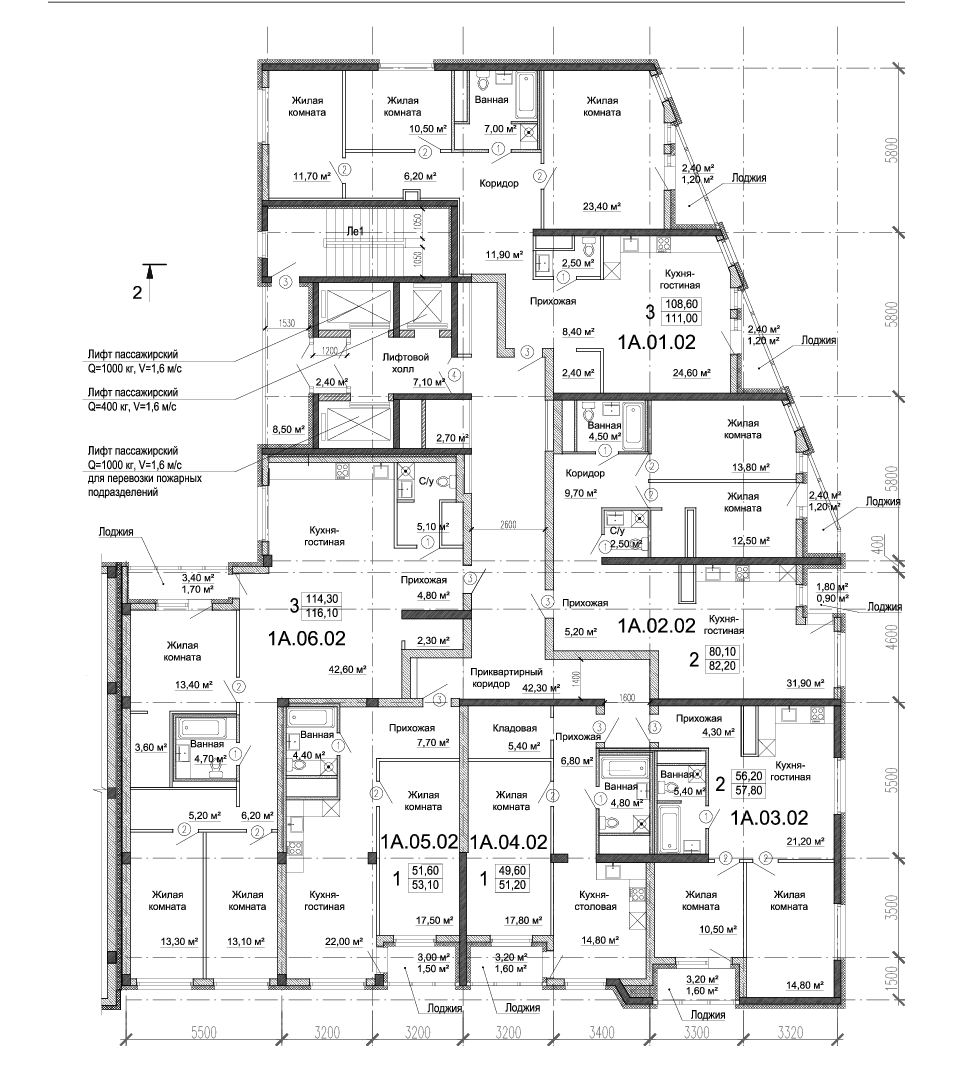 Жилая
комната
11,70 м²
Жилая
комната
10,50 м²
2
2
6,20 м²
Ванная
7,00 м²
1
Коридор
2
Жилая
комната
23,40 м²
2,40 м²
1,20 м²
Лоджия
5800
Ле1
1050
1050
3
11,90 м²
2,50 м²
1
Прихожая
8,40 м²
2,40 м²
3
Кухня-
гостиная
3
108,60
111,00
1А.01.02
24,60 м²
2,40 м²
1,20 м²
Лоджия
5800
2
1530
1200
Лифт пассажирский
Q=1000 кг, V=1,6 м/с
Лифт пассажирский
Q=400 кг, V=1,6 м/с
Лифт пассажирский
Q=1000 кг, V=1,6 м/с
для перевозки пожарных
подразделений
Лифтовой
холл
2,40 м²
7,10 м²
4
8,50 м²
2,70 м²
Ванная
4,50 м²
1
Коридор
9,70 м²
2
2
Жилая
комната
13,80 м²
Жилая
комната
12,50 м²
С/у
2,50 м²
1
2,40 м²
1,20 м²
Лоджия
5800
400
С/у
5,10 м²
1
Кухня-
гостиная
2600
Прихожая
4,80 м²
3
2,30 м²
3
114,30
116,10
1А.06.02
42,60 м²
Лоджия
3,40 м²
1,70 м²
Жилая
комната
13,40 м²
2
3
Прихожая
5,20 м²
1А.02.02
Кухня-
гостиная
2
80,10
82,20
31,90 м²
1,80 м²
0,90 м²
Лоджия
4600
Приквартирный
коридор
42,30 м²
1400
1600
3
3
3
3,60 м²
Ванная
4,70 м²
1
5,20 м²
6,20 м²
2
2
Жилая
комната
13,30 м²
Жилая
комната
13,10 м²
Ванная
4,40 м²
1
Прихожая
7,70 м²
2
Жилая
комната
1А.05.02
1
51,60
53,10
17,50 м²
Кухня-
гостиная
22,00 м²
3,00 м²
1,50 м²
Лоджия
Кладовая
5,40 м²
Прихожая
6,80 м²
2
Жилая
комната
1А.04.02
1
49,60
51,20
17,80 м²
Ванная
4,80 м²
1
Кухня-
столовая
14,80 м²
3,20 м²
1,60 м²
Лоджия
Прихожая
4,30 м²
Ванная
5,40 м²
1
Кухня-
гостиная
2
56,20
57,80
1А.03.02
21,20 м²
2
2
Жилая
комната
10,50 м²
Жилая
комната
14,80 м²
3,20 м²
1,60 м²
Лоджия
5500
3500
1500
5500
3200
3200
3200
3400
3300
3320